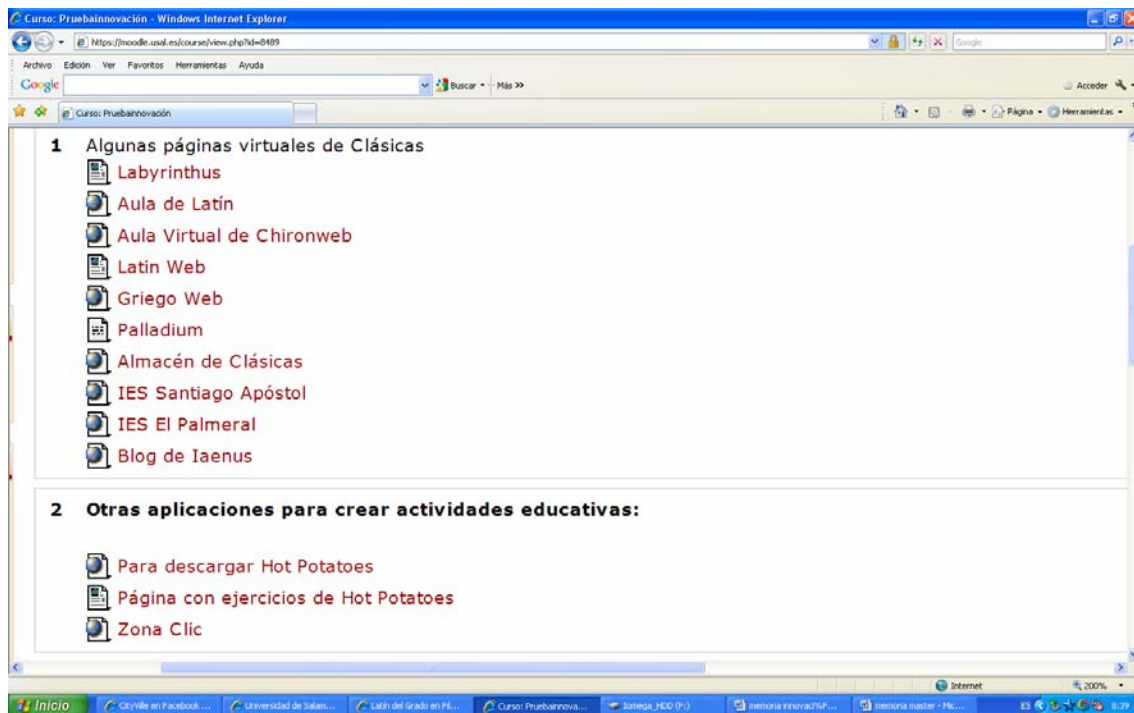 Curso: Pruebainnovación - Windows Internet Explorer
https://moodle.usal.es/course/view.php?id=8489
Google
Archivo Edición Ver Favoritos Herramientas Ayuda
Google Buscar Más >> Acceder
Curso: Pruebainnovación Página Herramientas
1 Algunas páginas virtuales de Clásicas
Labyrinthus
Aula de Latín
Aula Virtual de Chironweb
Latin Web
Griego Web
Palladium
Almacén de Clásicas
IES Santiago Apóstol
IES El Palmeral
Blog de Iaenus
2 Otras aplicaciones para crear actividades educativas:
Para descargar Hot Potatoes
Página con ejercicios de Hot Potatoes
Zona Clic
Internet 200%
Inicio CityVille en Facebook ... Universidad de Salam... Latín del Grado en Fil... Curso: Pruebainnova... Iomega_HDD (F:) memoria master - Mic... ES 8:39